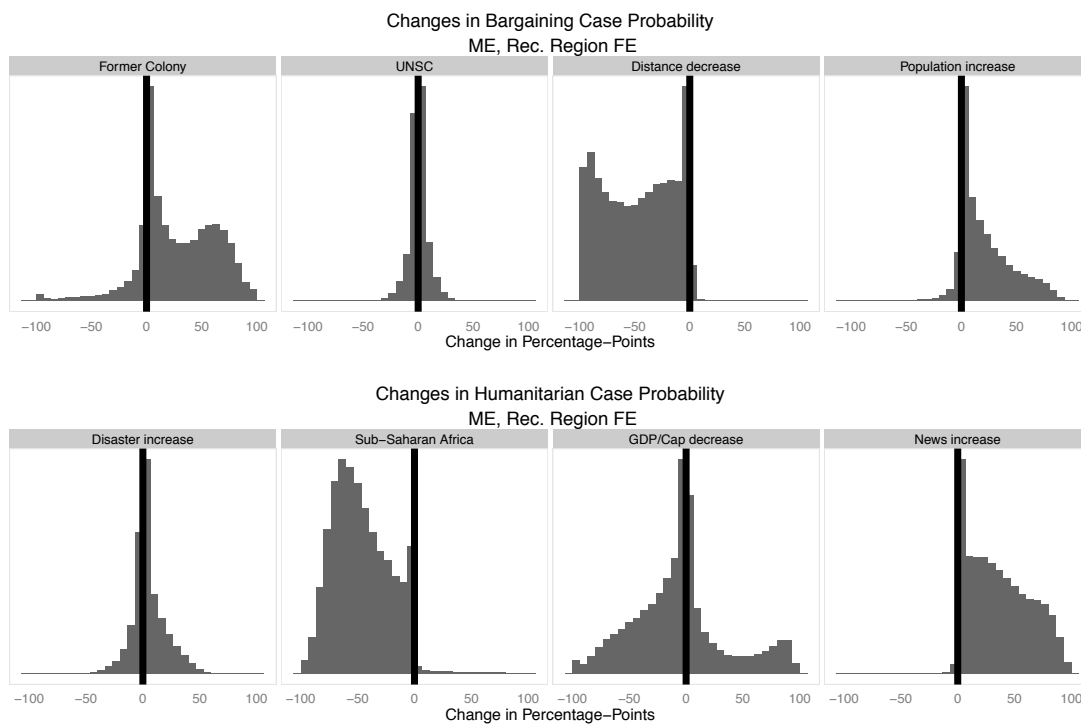 Changes in Bargaining Case Probability
ME, Rec. Region FE
Former Colony UNSC Distance decrease Population increase
−100 −50 0 50 100 −100 −50 0 50 100 −100 −50 0 50 100 −100 −50 0 50 100
Change in Percentage−Points
Changes in Humanitarian Case Probability
ME, Rec. Region FE
Disaster increase Sub−Saharan Africa GDP/Cap decrease News increase
−100 −50 0 50 100 −100 −50 0 50 100 −100 −50 0 50 100 −100 −50 0 50 100
Change in Percentage−Points